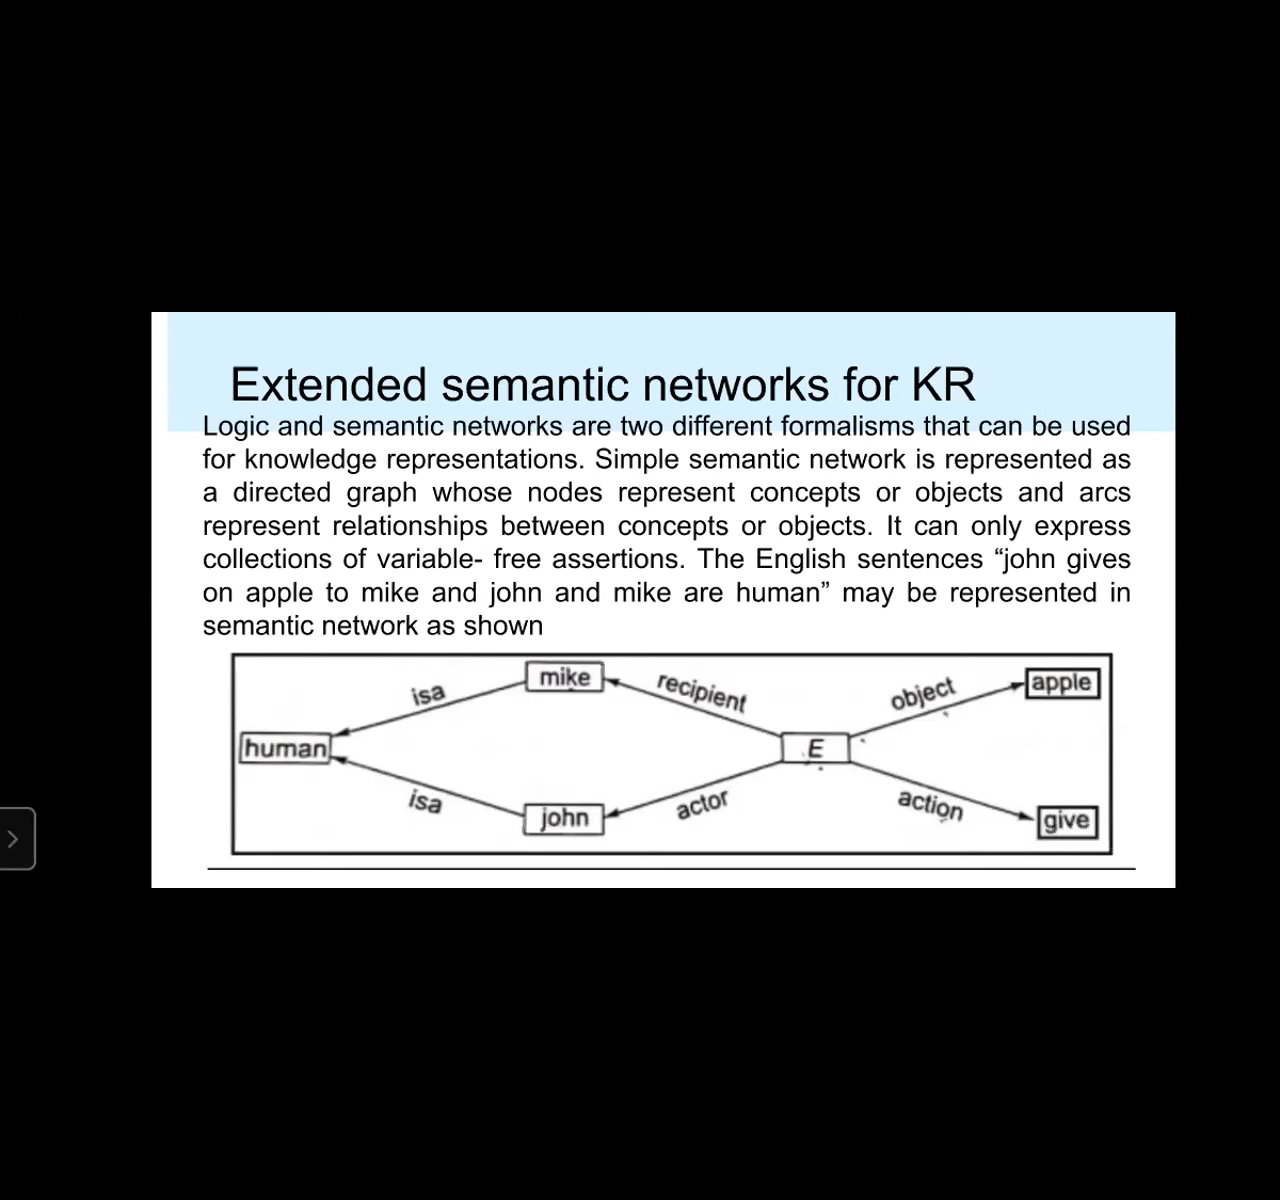 Extended semantic networks for KR
Logic and semantic networks are two different formalisms that can be used
for knowledge representations. Simple semantic network is represented as
a directed graph whose nodes represent concepts or objects and arcs
represent relationships between concepts or objects. It can only express
collections of variable- free assertions. The English sentences “john gives
on apple to mike and john and mike are human” may be represented in
semantic network as shown
mike
apple
isa
recipient
object
human
E
isa
actor
action
john
give